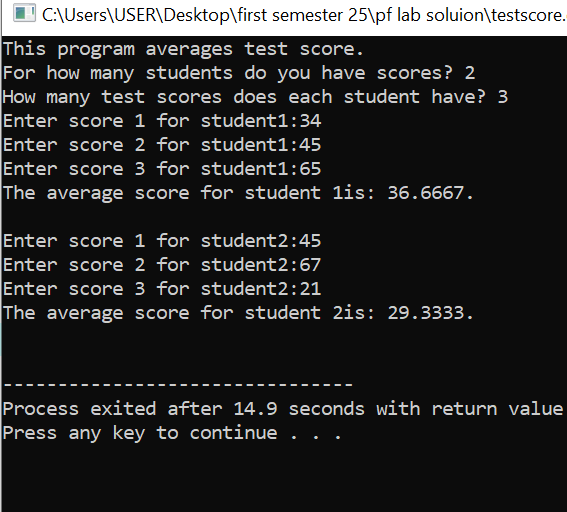 C:\Users\USER\Desktop\first semester 25\pf lab soluion\testscore.
This program averages test score.
For how many students do you have scores? 2
How many test scores does each student have? 3
Enter score 1 for student1:34
Enter score 2 for student1:45
Enter score 3 for student1:65
The average score for student 1is: 36.6667.
Enter score 1 for student2:45
Enter score 2 for student2:67
Enter score 3 for student2:21
The average score for student 2is: 29.3333.
--------------------------------
Process exited after 14.9 seconds with return value
Press any key to continue . . .